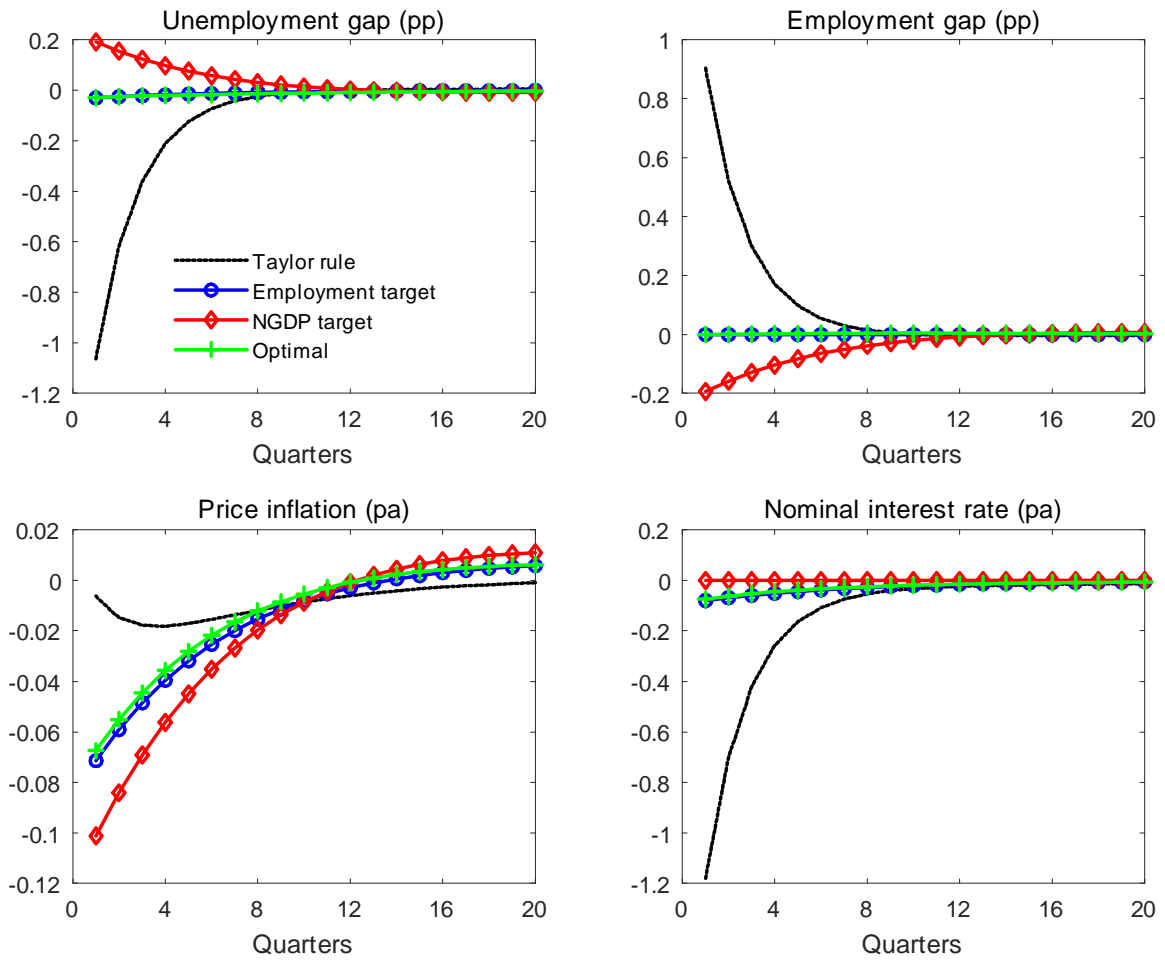 Unemployment gap (pp)
0.2
0
-0.2
-0.4
-0.6
-0.8
-1
-1.2
0 4 8 12 16 20
Quarters
Taylor rule
Employment target
NGDP target
Optimal
Employment gap (pp)
1
0.8
0.6
0.4
0.2
0
-0.2
0 4 8 12 16 20
Quarters
Price inflation (pa)
0.02
0
-0.02
-0.04
-0.06
-0.08
-0.1
-0.12
0 4 8 12 16 20
Quarters
Nominal interest rate (pa)
0.2
0
-0.2
-0.4
-0.6
-0.8
-1
-1.2
0 4 8 12 16 20
Quarters